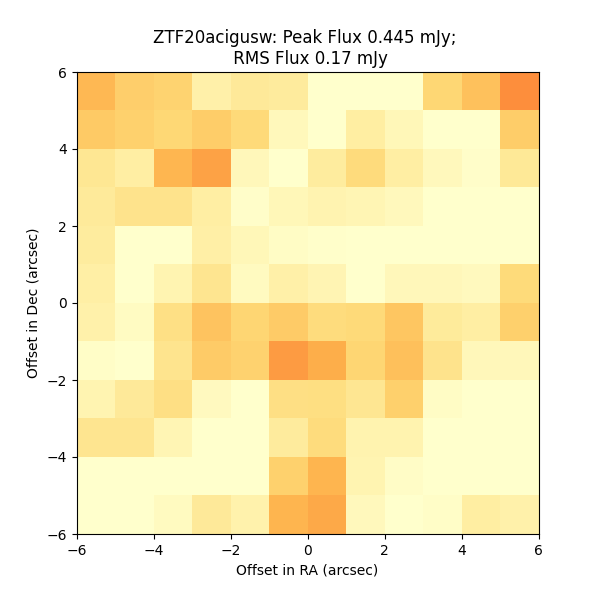 ZTF20acigusw: Peak Flux 0.445 mJy;
RMS Flux 0.17 mJy
6
4
2
0
−2
−4
−6
Offset in Dec (arcsec)
−6 −4 −2 0 2 4 6
Offset in RA (arcsec)